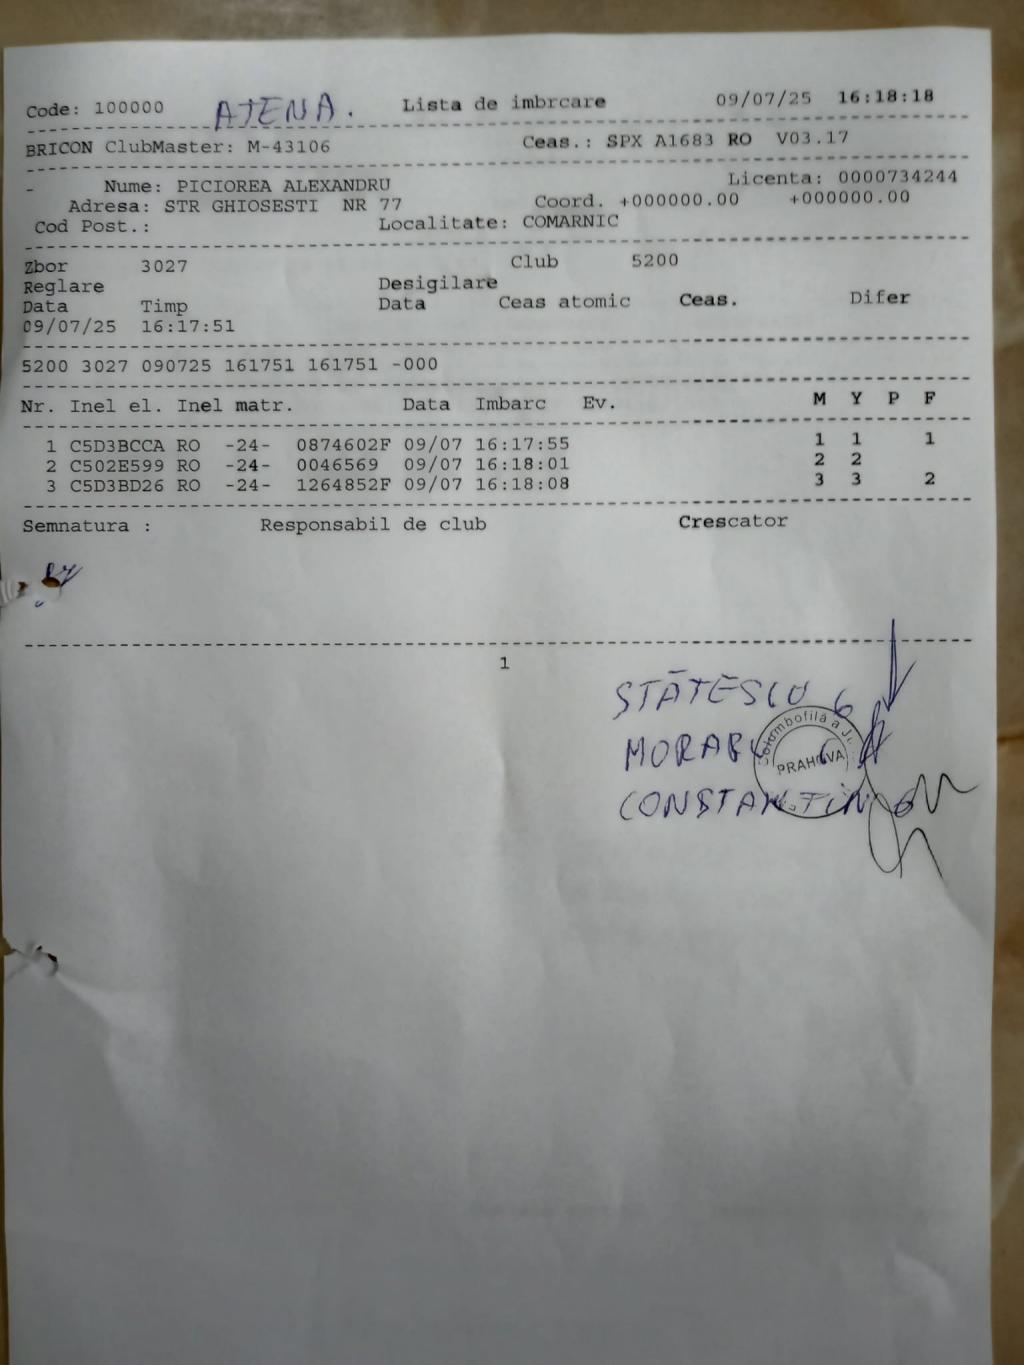 Code: 100000 ATENA. Lista de imbrcare 09/07/25 16:18:18
BRICON ClubMaster: M-43106 Ceas.: SPX A1683 RO V03.17
- Nume: PICIOREA ALEXANDRU Licenta: 0000734244
Adresa: STR GHIOSESTI NR 77 Coord. +000000.00 +000000.00
Cod Post.: Localitate: COMARNIC
Zbor 3027 Club 5200
Reglare Desigilare
Data Timp Data Ceas atomic Ceas. Difer
09/07/25 16:17:51
5200 3027 090725 161751 161751 -000
Nr. Inel el. Inel matr. Data Imbarc Ev. M Y P F
1 C5D3BCCA RO -24- 0874602F 09/07 16:17:55 1 1 1
2 C502E599 RO -24- 0046569 09/07 16:18:01 2 2
3 C5D3BD26 RO -24- 1264852F 09/07 16:18:08 3 3 2
Semnatura : Responsabil de club Crescator
1
STĂTESCU G
MORARU
CONSTANTIN
Columbofilă a
PRAHOVA